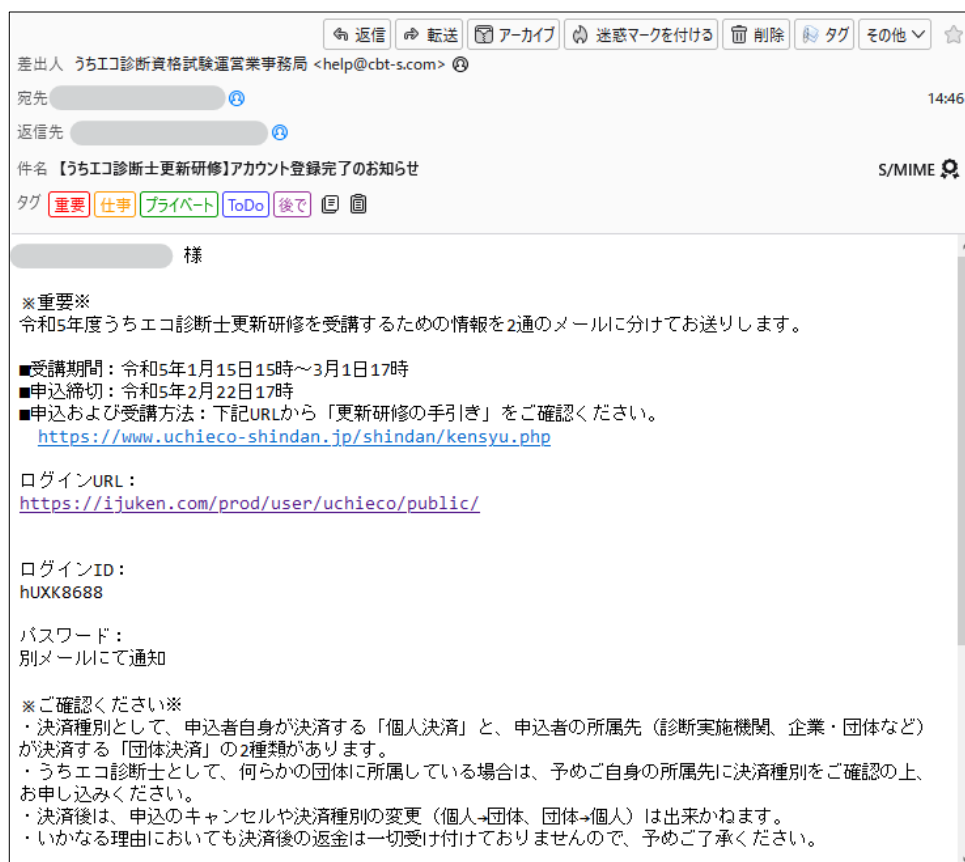 返信 転送 アーカイブ 迷惑マークを付ける 削除 タグ その他
差出人 うちエコ診断資格試験運営業事務局 <help@cbt-s.com>
宛先 14:46
返信先
件名 【うちエコ診断士更新研修】アカウント登録完了のお知らせ S/MIME
タグ 重要 仕事 プライベート ToDo 後で
様
※重要※
令和5年度うちエコ診断士更新研修を受講するための情報を2通のメールに分けてお送りします。
■受講期間：令和5年1月15日15時～3月1日17時
■申込締切：令和5年2月22日17時
■申込および受講方法：下記URLから「更新研修の手引き」をご確認ください。
https://www.uchieco-shindan.jp/shindan/kensyu.php
ログインURL：
https://ijuken.com/prod/user/uchieco/public/
ログインID：
hUXK8688
パスワード：
別メールにて通知
※ご確認ください※
・決済種別として、申込者自身が決済する「個人決済」と、申込者の所属先（診断実施機関、企業・団体など）
が決済する「団体決済」の2種類があります。
・うちエコ診断士として、何らかの団体に所属している場合は、予めご自身の所属先に決済種別をご確認の上、
お申し込みください。
・決済後は、申込のキャンセルや決済種別の変更（個人→団体、団体→個人）は出来かねます。
・いかなる理由においても決済後の返金は一切受け付けておりませんので、予めご了承ください。